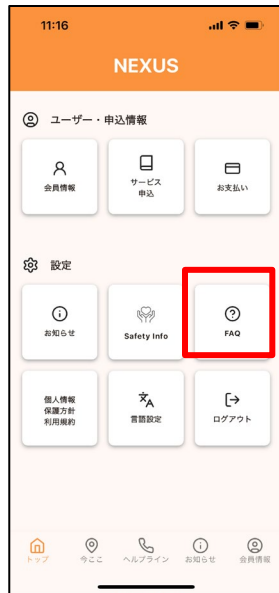 11:16
NEXUS
ユーザー・申込情報
会員情報
サービス
申込
お支払い
設定
お知らせ
Safety Info
FAQ
個人情報
保護方針
利用規約
言語設定
ログアウト
トップ
今ここ
ヘルプライン
お知らせ
会員情報